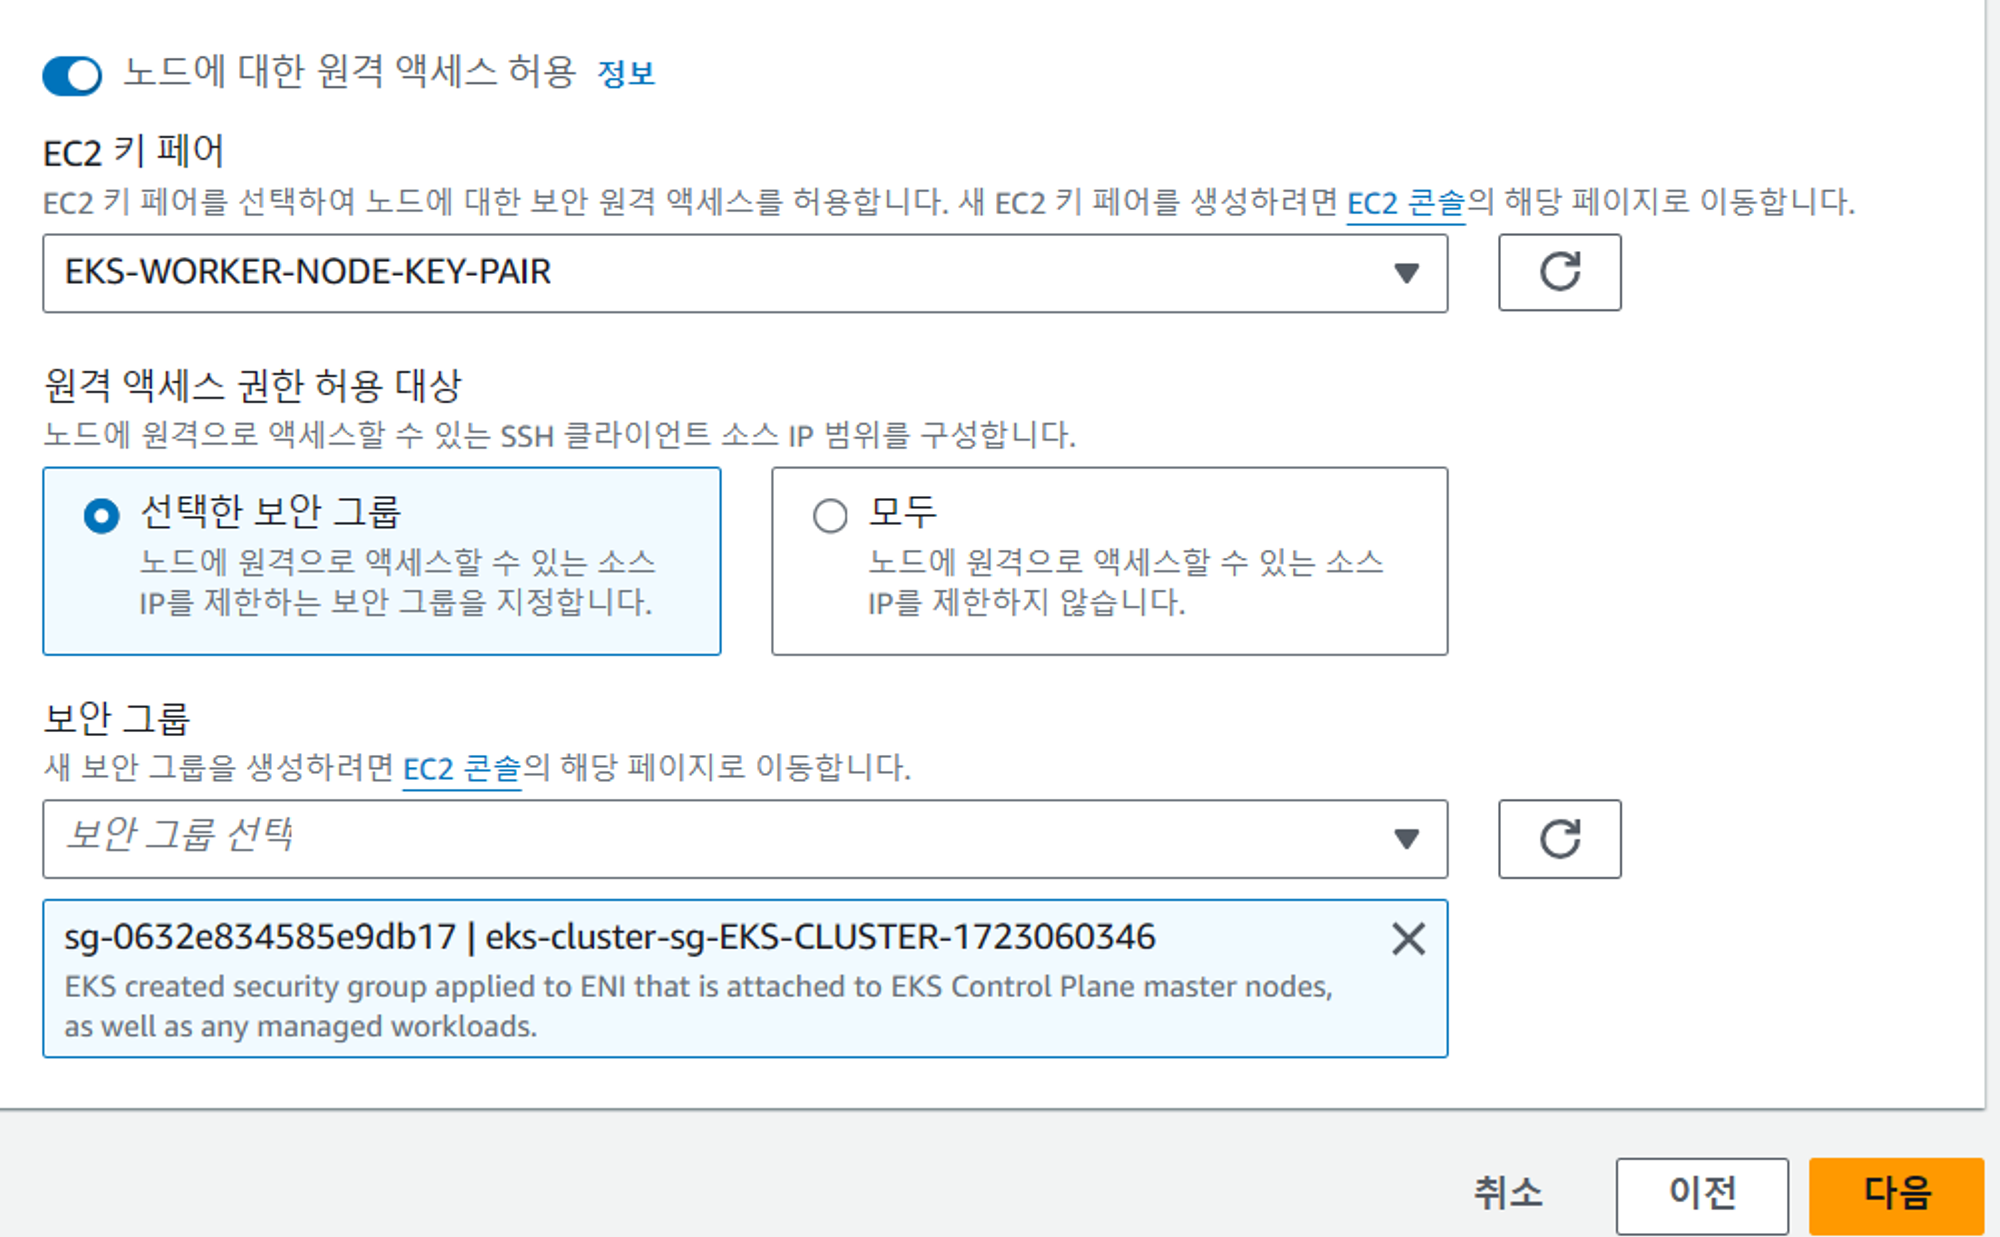 노드에 대한 원격 액세스 허용 정보
EC2 키 페어
EC2 키 페어를 선택하여 노드에 대한 보안 원격 액세스를 허용합니다. 새 EC2 키 페어를 생성하려면 EC2 콘솔의 해당 페이지로 이동합니다.
EKS-WORKER-NODE-KEY-PAIR
원격 액세스 권한 허용 대상
노드에 원격으로 액세스할 수 있는 SSH 클라이언트 소스 IP 범위를 구성합니다.
선택한 보안 그룹
노드에 원격으로 액세스할 수 있는 소스
IP를 제한하는 보안 그룹을 지정합니다.
모두
노드에 원격으로 액세스할 수 있는 소스
IP를 제한하지 않습니다.
보안 그룹
새 보안 그룹을 생성하려면 EC2 콘솔의 해당 페이지로 이동합니다.
보안 그룹 선택
sg-0632e834585e9db17 | eks-cluster-sg-EKS-CLUSTER-1723060346
EKS created security group applied to ENI that is attached to EKS Control Plane master nodes,
as well as any managed workloads.
취소 이전 다음